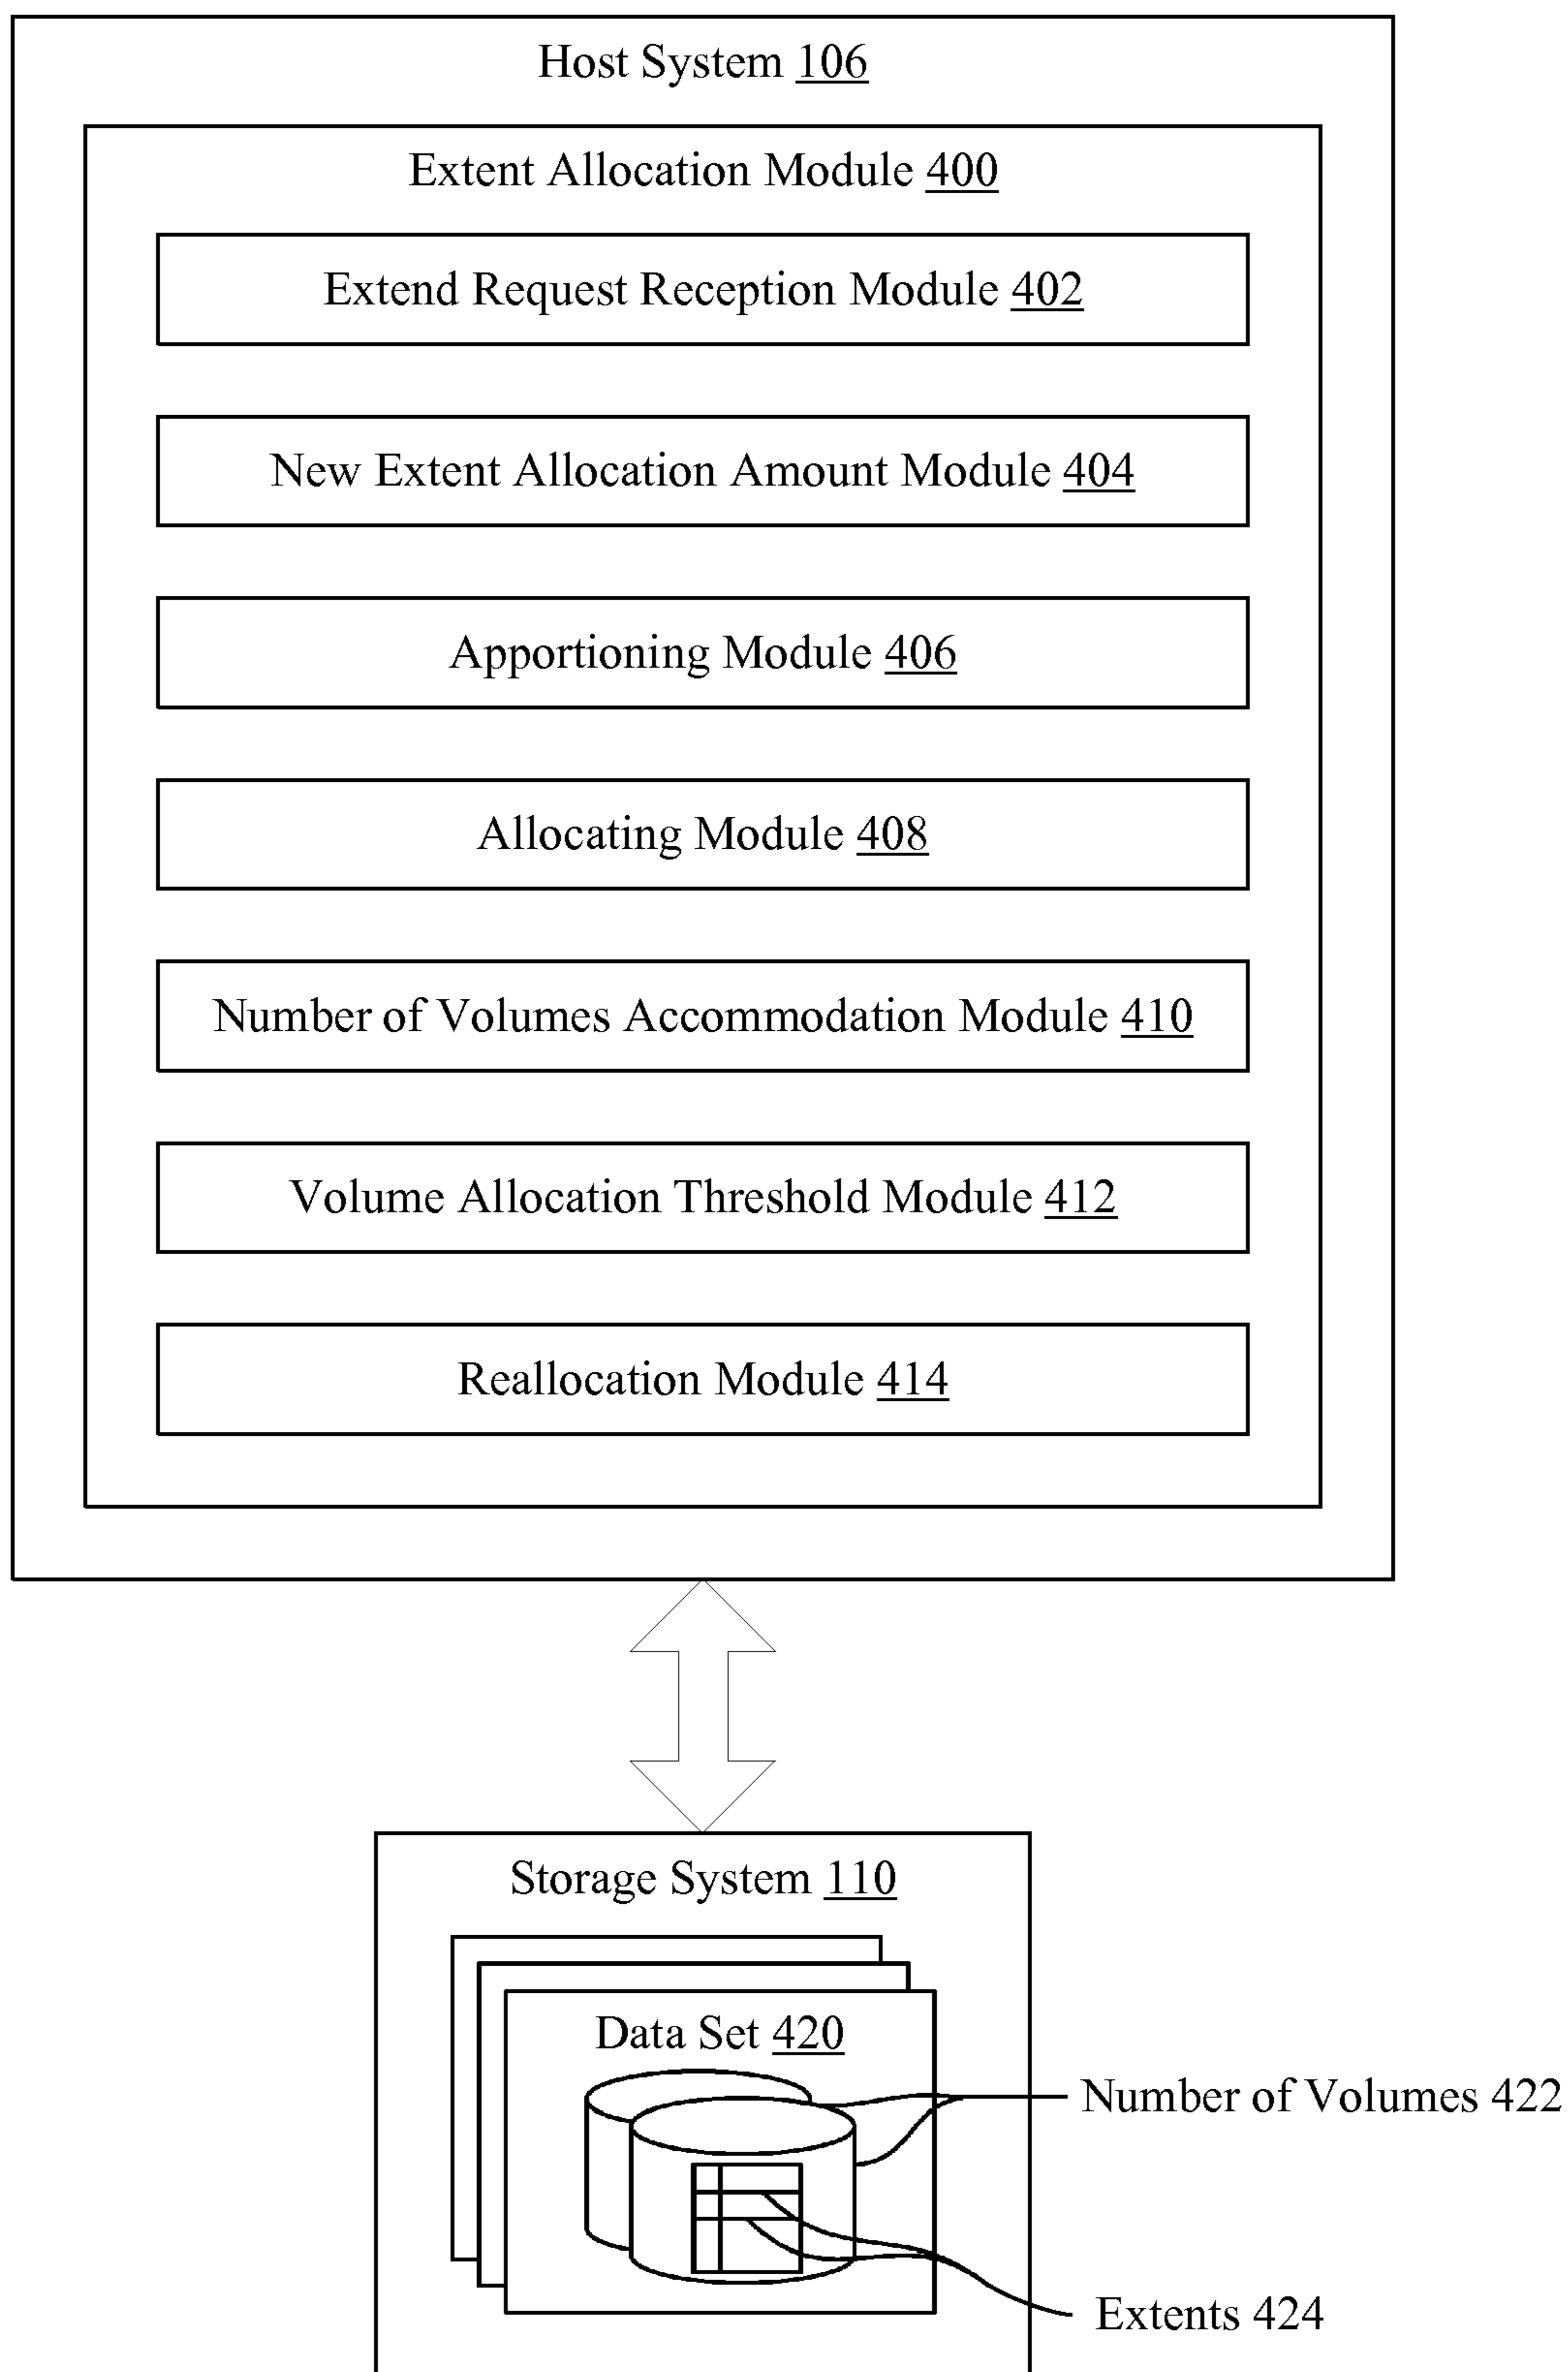 Host System 106
Extent Allocation Module 400
Extend Request Reception Module 402
New Extent Allocation Amount Module 404
Apportioning Module 406
Allocating Module 408
Number of Volumes Accommodation Module 410
Volume Allocation Threshold Module 412
Reallocation Module 414
Storage System 110
Data Set 420
Number of Volumes 422
Extents 424